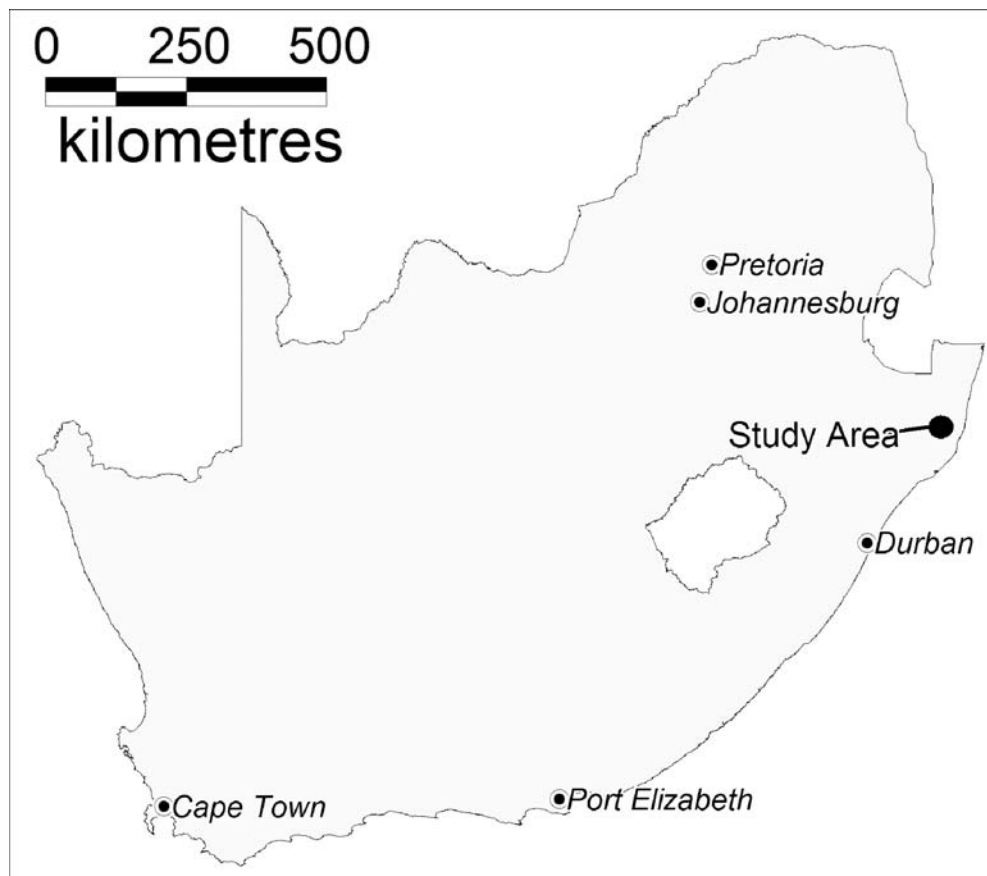 0 250 500
kilometres
Pretoria
Johannesburg
Study Area
Durban
Port Elizabeth
Cape Town